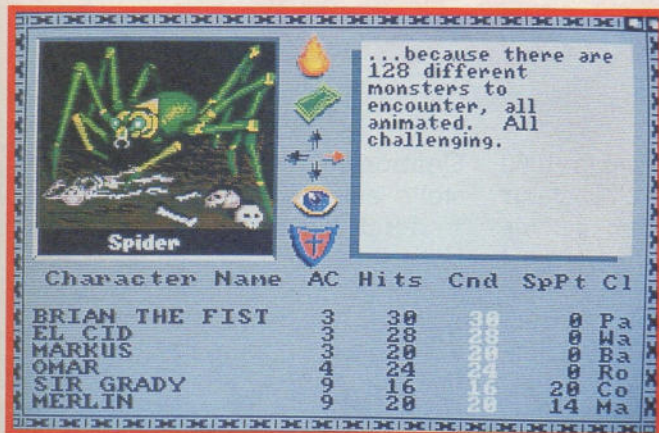 ...because there are
128 different
monsters to
encounter, all
animated. All
challenging.
Spider
Character Name AC Hits Cnd SpPt Cl
BRIAN THE FIST 3 30 30 0 Pa
EL CID 3 28 28 0 Wa
MARKUS 3 20 20 0 Ba
OMAR 4 24 24 0 Ro
SIR GRADY 9 16 16 20 Co
MERLIN 9 20 20 14 Ma